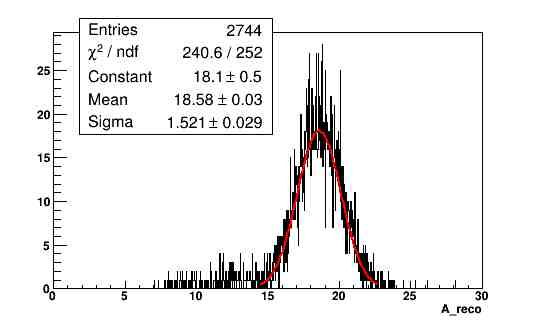 Entries 2744
χ² / ndf 240.6 / 252
Constant 18.1 ± 0.5
Mean 18.58 ± 0.03
Sigma 1.521 ± 0.029
25
20
15
10
5
0
0 5 10 15 20 25 30
A_reco